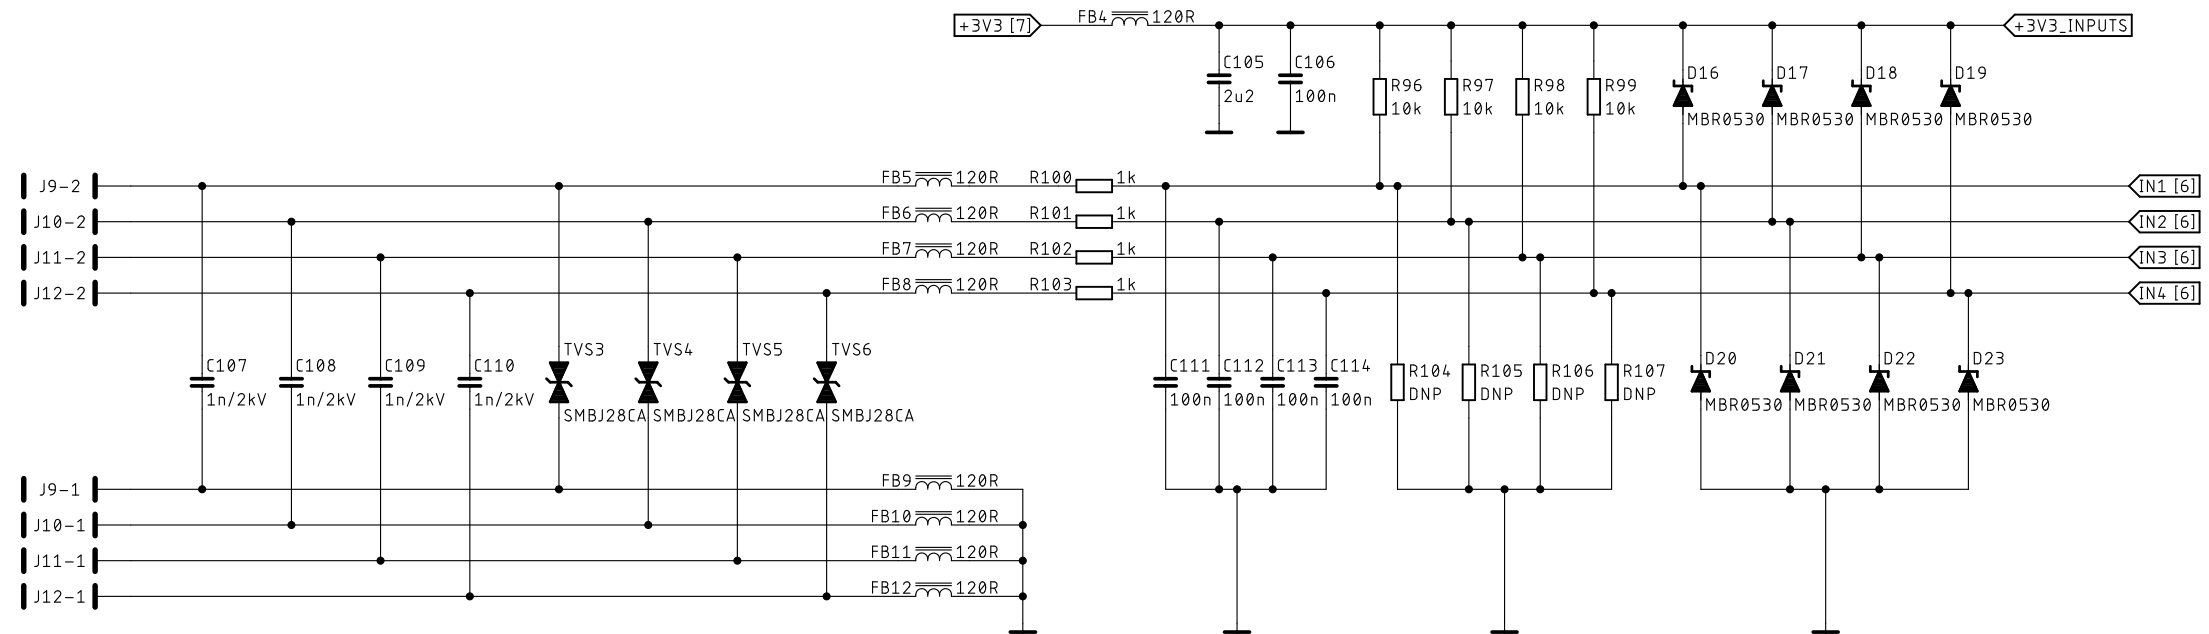 +3V3 [7] FB4 120R +3V3_INPUTS
C105 C106 D16 D17 D18 D19
R96 R97 R98 R99
2u2 100n 10k 10k 10k 10k
MBR0530 MBR0530 MBR0530 MBR0530
J9-2 FB5 120R R100 1k IN1 [6]
J10-2 FB6 120R R101 1k IN2 [6]
J11-2 FB7 120R R102 1k IN3 [6]
J12-2 FB8 120R R103 1k IN4 [6]
TVS3 TVS4 TVS5 TVS6
C107 C108 C109 C110 C111 C112 C113 C114 R104 R105 R106 R107 D20 D21 D22 D23
1n/2kV 1n/2kV 1n/2kV 1n/2kV 100n 100n 100n 100n DNP DNP DNP DNP MBR0530 MBR0530 MBR0530 MBR0530
SMBJ28CA SMBJ28CA SMBJ28CA SMBJ28CA
J9-1 FB9 120R
J10-1 FB10 120R
J11-1 FB11 120R
J12-1 FB12 120R